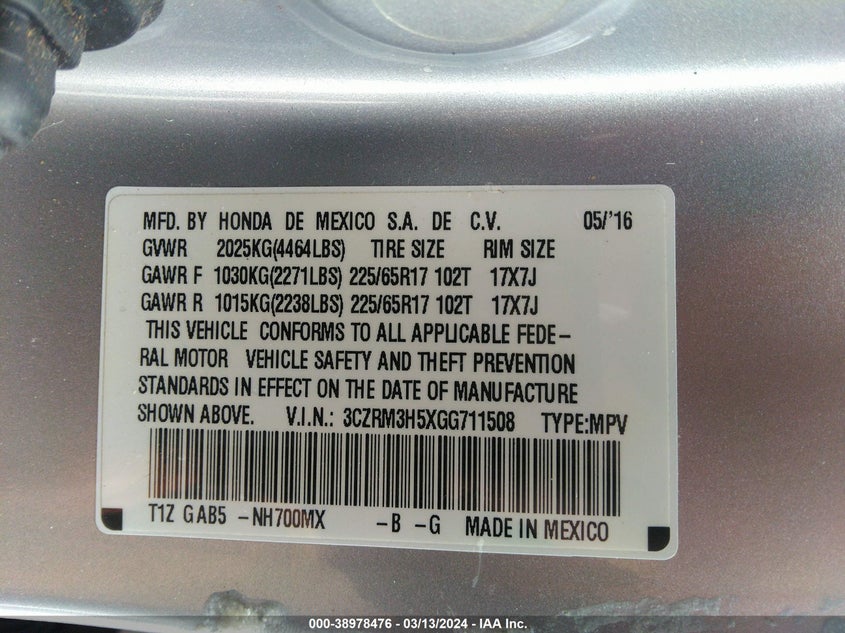 MFD. BY HONDA DE MEXICO S.A. DE C.V. 05/'16
GVWR 2025KG(4464LBS) TIRE SIZE RIM SIZE
GAWR F 1030KG(2271LBS) 225/65R17 102T 17X7J
GAWR R 1015KG(2238LBS) 225/65R17 102T 17X7J
THIS VEHICLE CONFORMS TO ALL APPLICABLE FEDE-
RAL MOTOR VEHICLE SAFETY AND THEFT PREVENTION
STANDARDS IN EFFECT ON THE DATE OF MANUFACTURE
SHOWN ABOVE. V.I.N.: 3CZRM3H5XGG711508 TYPE:MPV
T1Z GAB5 -NH700MX -B -G MADE IN MEXICO
000-38978476 - 03/13/2024 - IAA Inc.